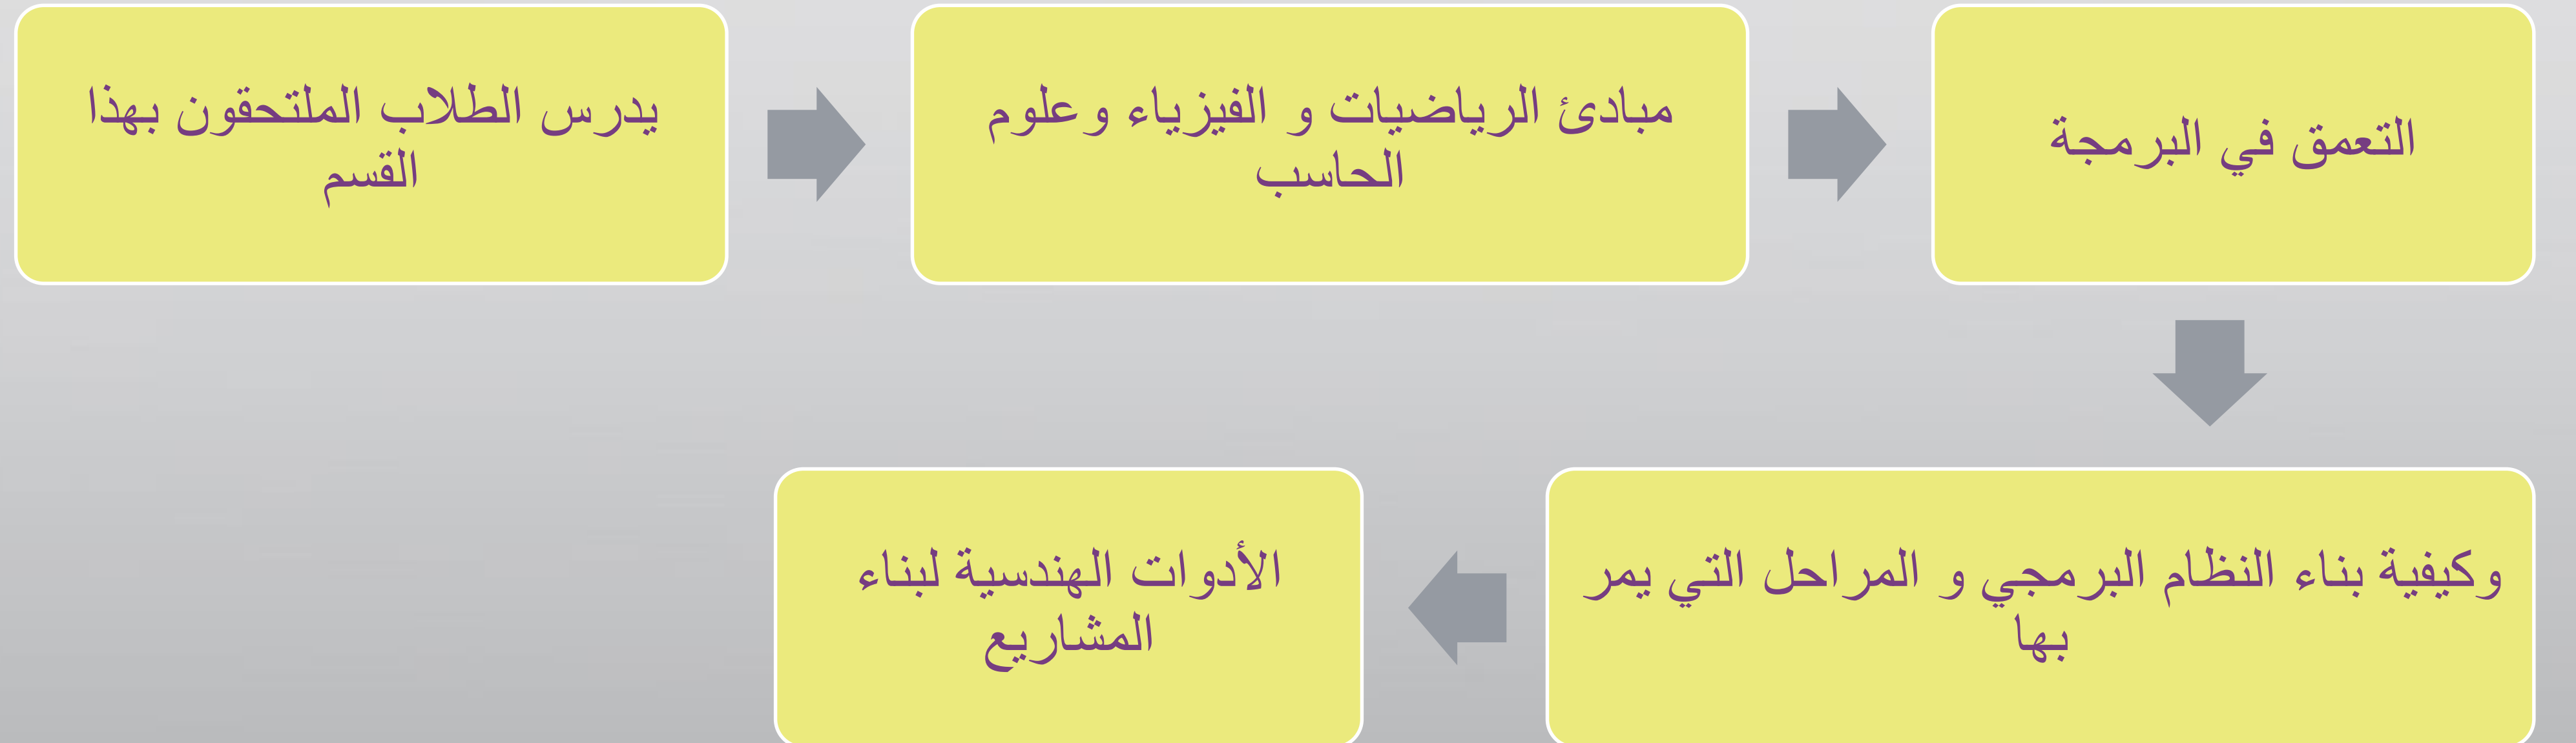 يدرس الطلاب الملتحقون بهذا
القسم
مبادئ الرياضيات و الفيزياء وعلوم
الحاسب
التعمق في البرمجة
وكيفية بناء النظام البرمجي و المراحل التي يمر
بها
الأدوات الهندسية لبناء
المشاريع